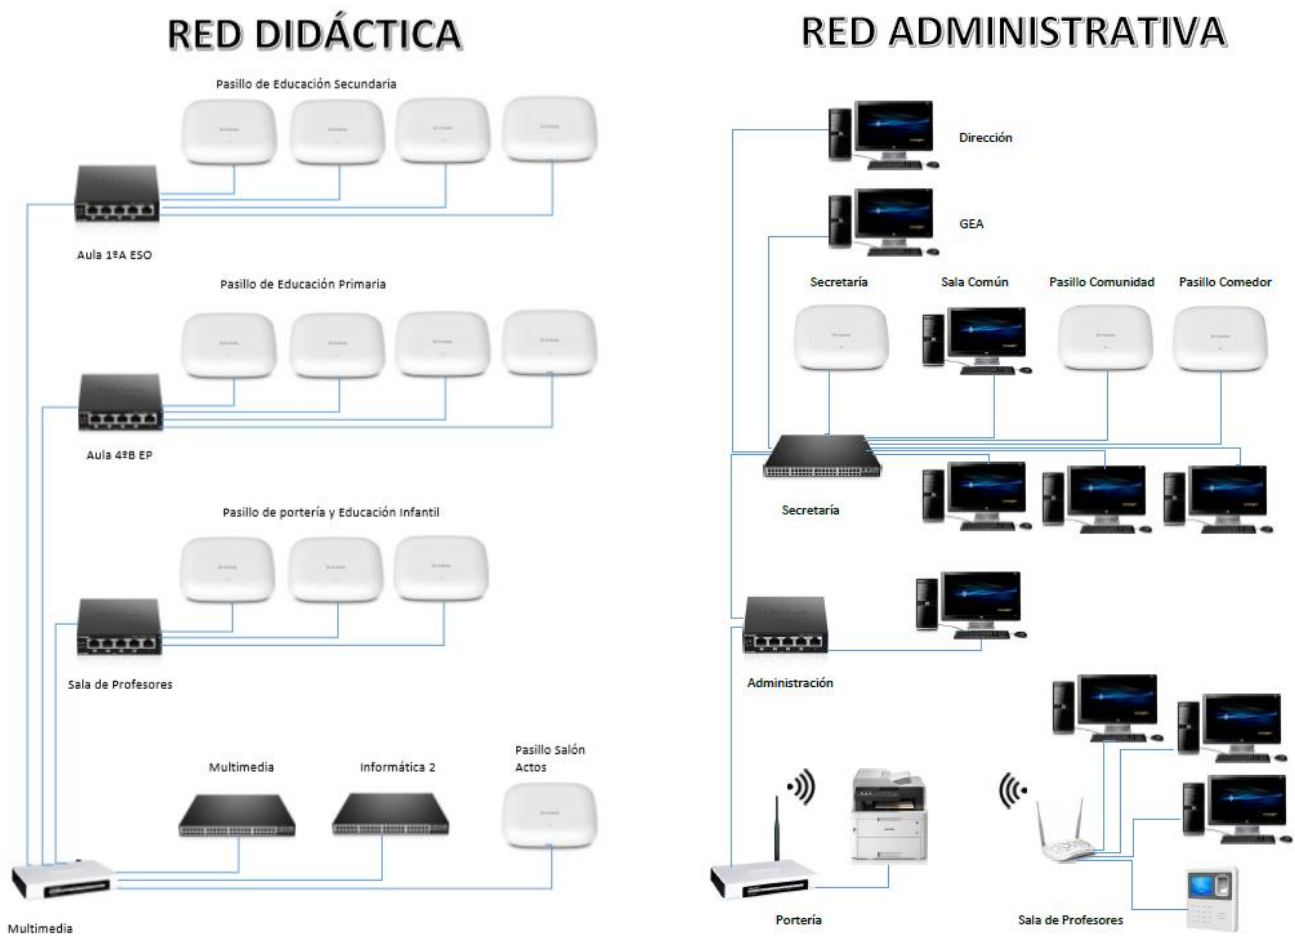 RED DIDÁCTICA
Pasillo de Educación Secundaria
Aula 1ºA ESO
Pasillo de Educación Primaria
Aula 4ºB EP
Pasillo de portería y Educación Infantil
Sala de Profesores
Multimedia
Informática 2
Pasillo Salón
Actos
Multimedia
RED ADMINISTRATIVA
Dirección
GEA
Secretaría
Sala Común
Pasillo Comunidad
Pasillo Comedor
Secretaría
Administración
Portería
Sala de Profesores